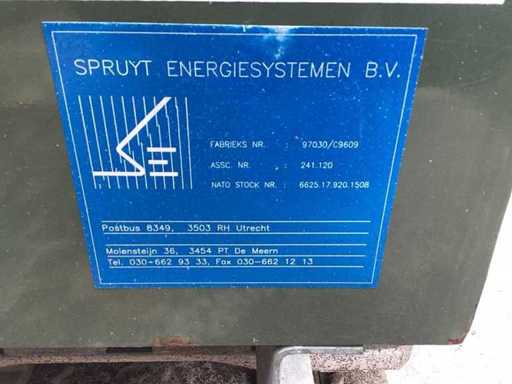 SPRUYT ENERGIESYSTEMEN B.V.
SE
FABRIEKS NR. : 97030/C9609
ASSC. NR. : 241.120
NATO STOCK NR. : 6625.17.920.1508
Postbus 8349, 3503 RH Utrecht
Molensteijn 36, 3454 PT De Meern
Tel. 030-662 93 33, Fax 030-662 12 13